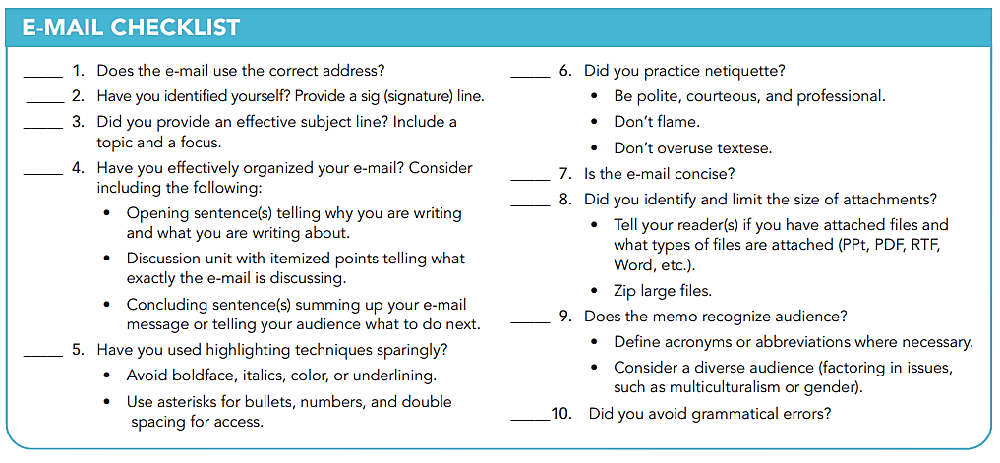 E-MAIL CHECKLIST
_____ 1. Does the e-mail use the correct address?
_____ 2. Have you identified yourself? Provide a sig (signature) line.
_____ 3. Did you provide an effective subject line? Include a
topic and a focus.
_____ 4. Have you effectively organized your e-mail? Consider
including the following:
• Opening sentence(s) telling why you are writing
and what you are writing about.
• Discussion unit with itemized points telling what
exactly the e-mail is discussing.
• Concluding sentence(s) summing up your e-mail
message or telling your audience what to do next.
_____ 5. Have you used highlighting techniques sparingly?
• Avoid boldface, italics, color, or underlining.
• Use asterisks for bullets, numbers, and double
spacing for access.
_____ 6. Did you practice netiquette?
• Be polite, courteous, and professional.
• Don't flame.
• Don't overuse textese.
_____ 7. Is the e-mail concise?
_____ 8. Did you identify and limit the size of attachments?
• Tell your reader(s) if you have attached files and
what types of files are attached (PPt, PDF, RTF,
Word, etc.).
• Zip large files.
_____ 9. Does the memo recognize audience?
• Define acronyms or abbreviations where necessary.
• Consider a diverse audience (factoring in issues,
such as multiculturalism or gender).
_____10. Did you avoid grammatical errors?